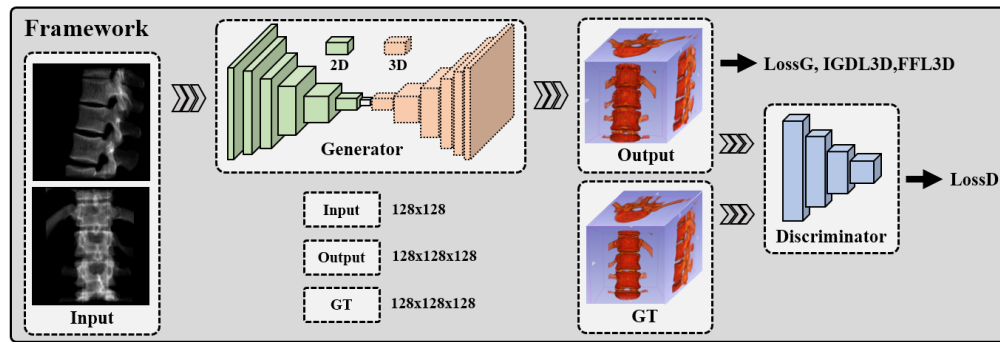 Framework
Input
2D
3D
Generator
Input
128x128
Output
128x128x128
GT
128x128x128
Output
GT
LossG, IGDL3D,FFL3D
Discriminator
LossD